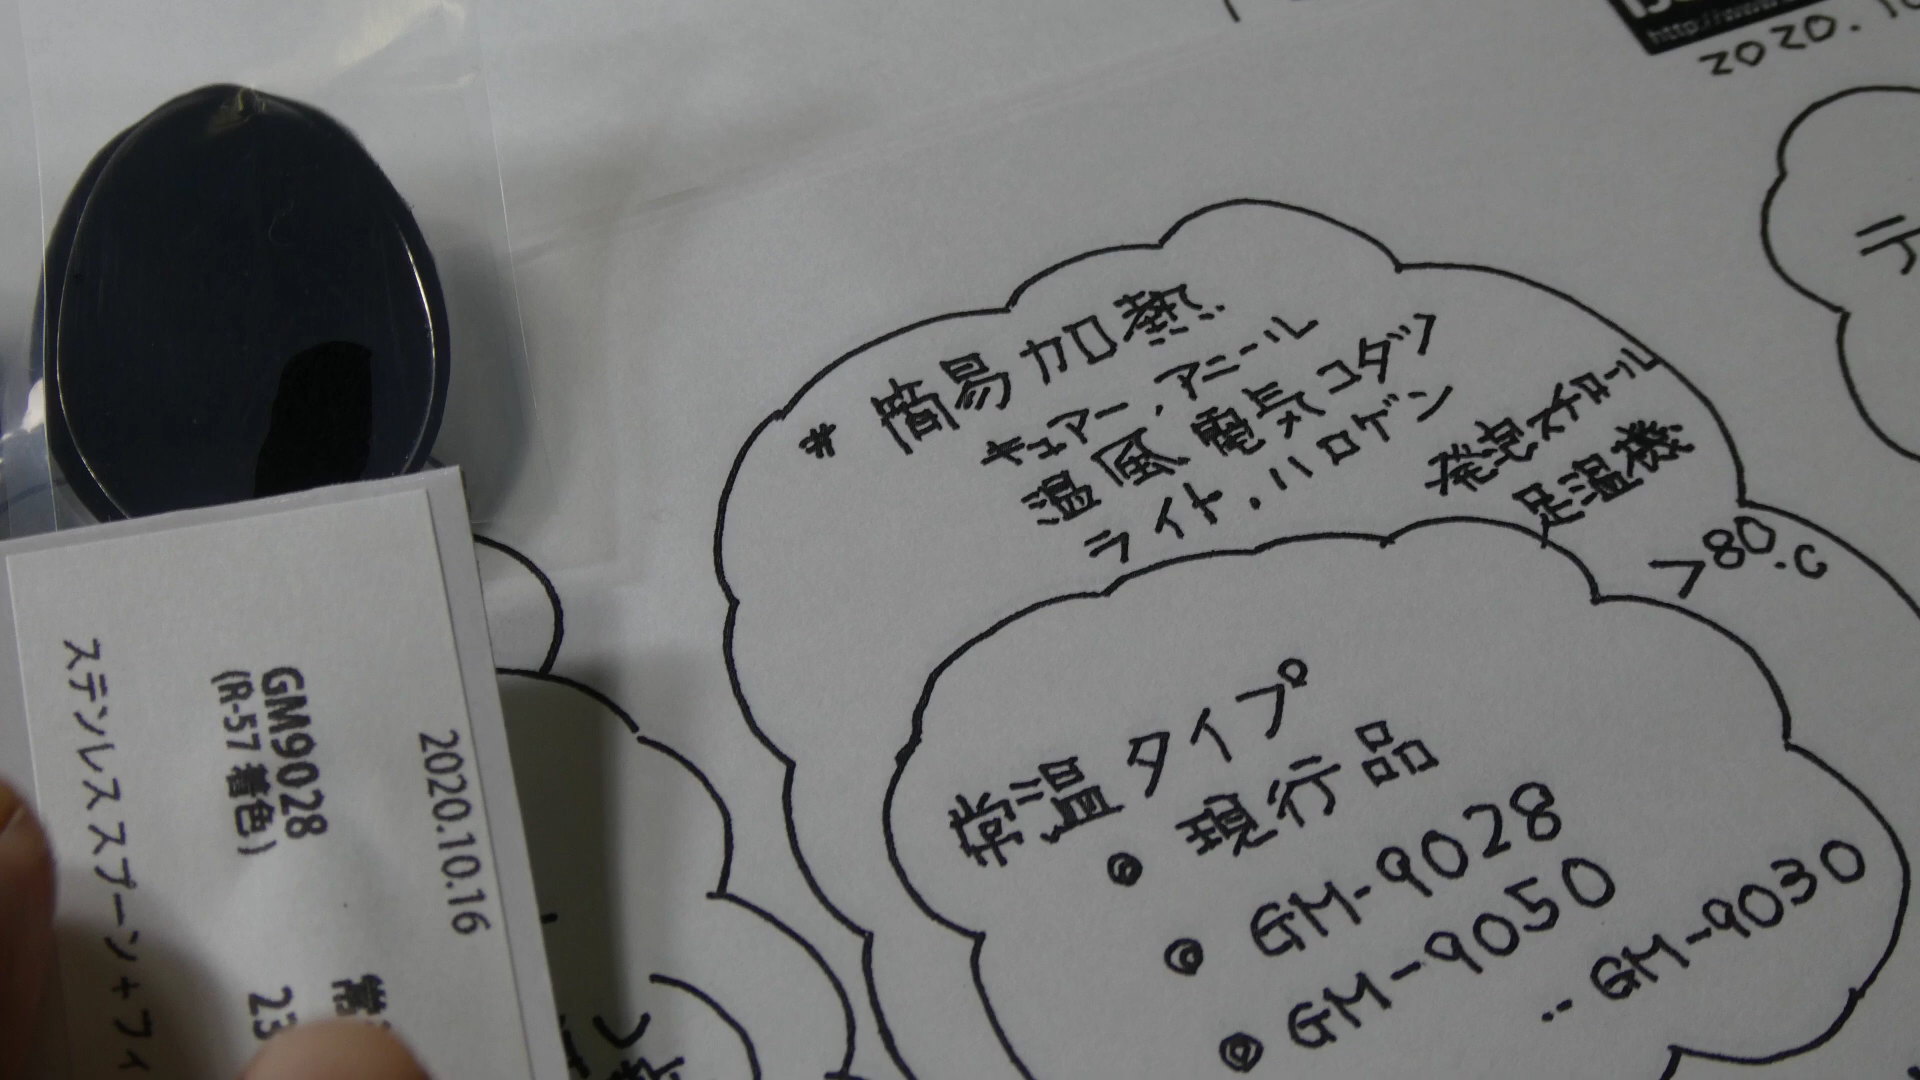 2020.10
* 簡易加熱
キュアー,アニール
温風 電気コタツ
ライト,ハロゲン
発泡スチロール
足温機
>80.C
常温タイプ
現行品
GM-9028
GM-9050
GM-9030
2020.10.16
GM90028
(R-57 着色)
23
ステンレススプーン+フィ